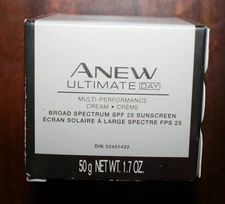 ANEW
ULTIMATE DAY
MULTI-PERFORMANCE
CREAM • CRÈME
BROAD SPECTRUM SPF 25 SUNSCREEN
ÉCRAN SOLAIRE À LARGE SPECTRE FPS 25
DIN 02431432
50 g NET WT. 1.7 OZ.